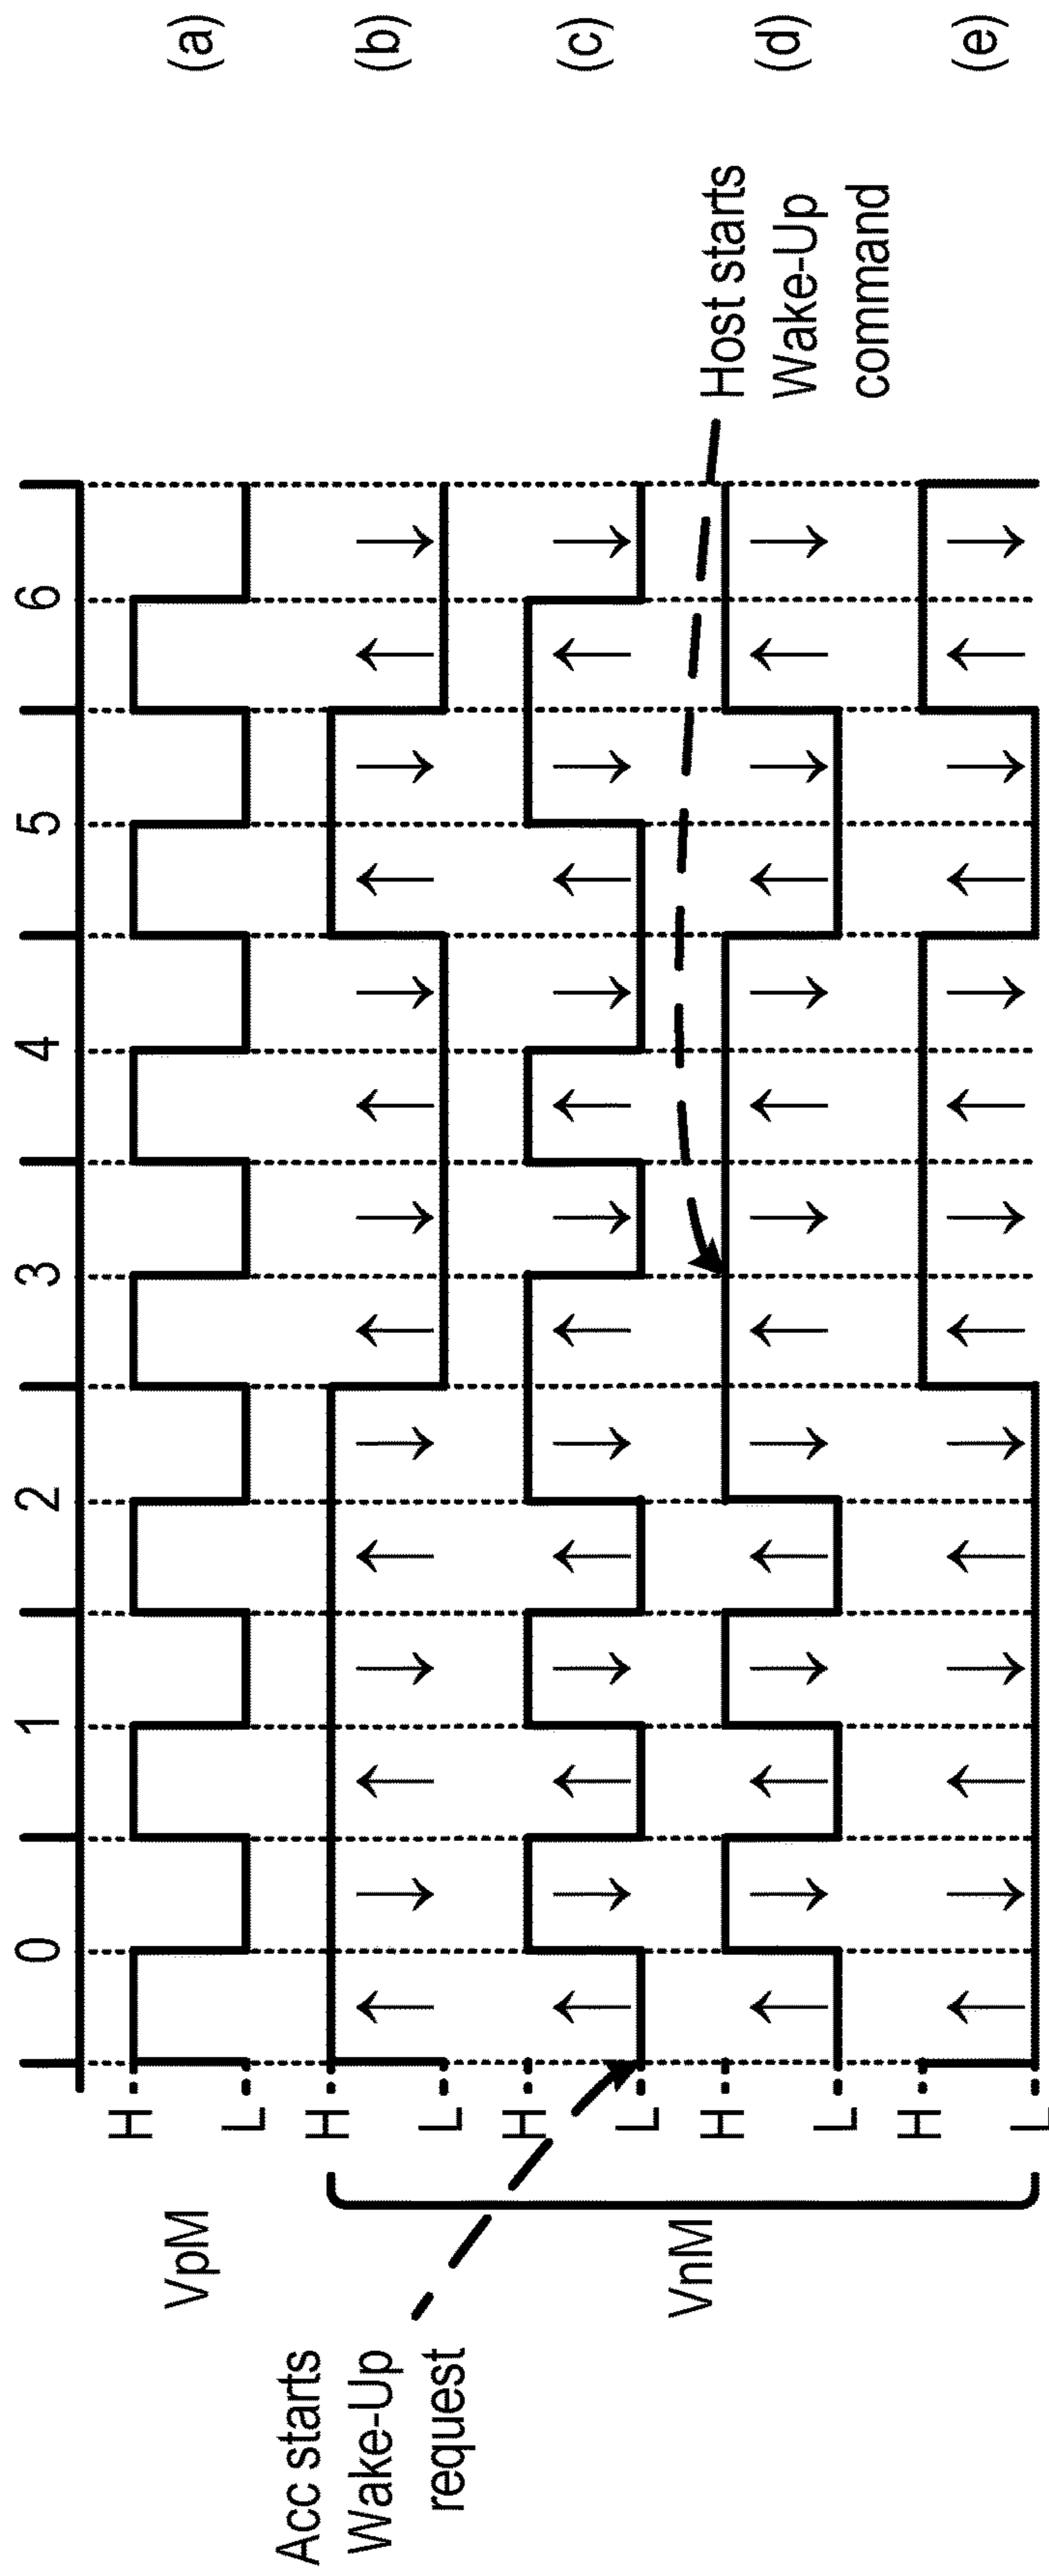 0 1 2 3 4 5 6
VpM
H
L
(a)
H
L
(b)
Acc starts
Wake-Up
request
H
L
(c)
VnM
H
L
(d)
Host starts
Wake-Up
command
H
L
(e)